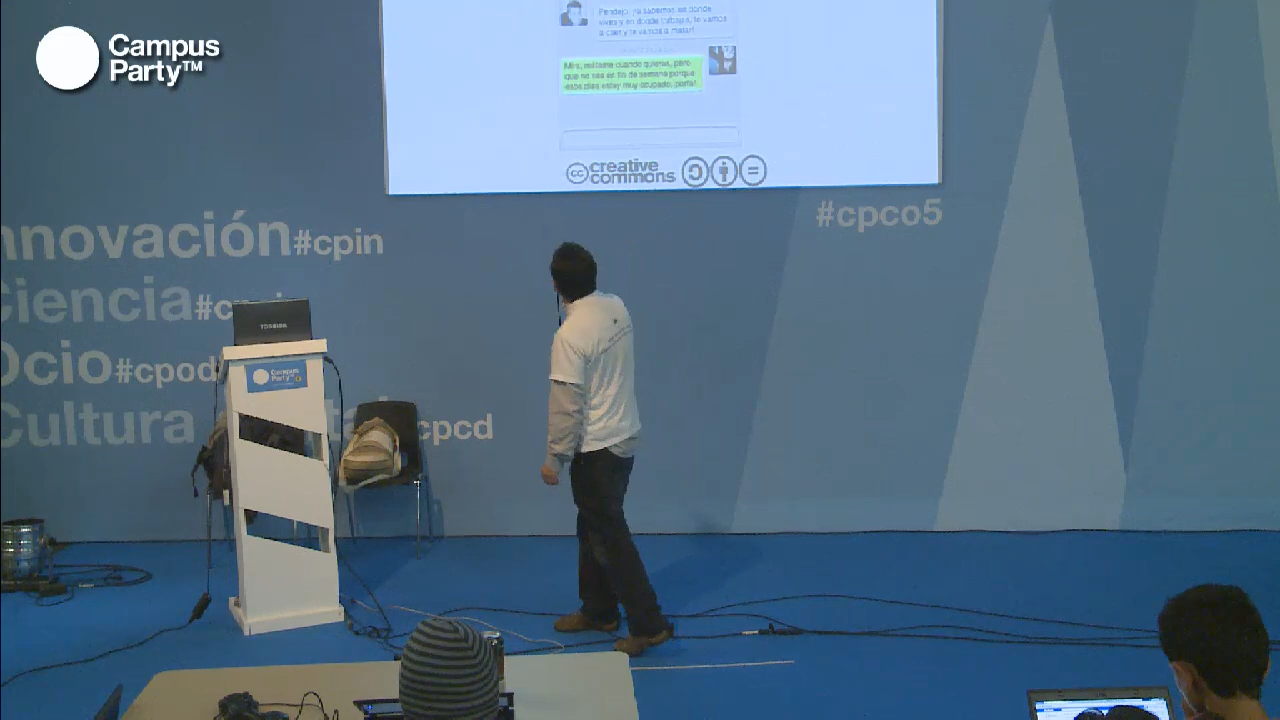 Campus
Party™
Pendejo, ya sabemos en donde
vives y en donde trabajas, te vamos
a caer y te vamos a matar!
Mira, mátame cuando quieras, pero
que no sea en fin de semana porque
esos días estoy muy ocupado, porfa!
creative
commons
#cpco5
nnovación#cpin
Ciencia#c
TOSHIBA
Ocio#cpod
Campus
Party™
Cultura
cpcd